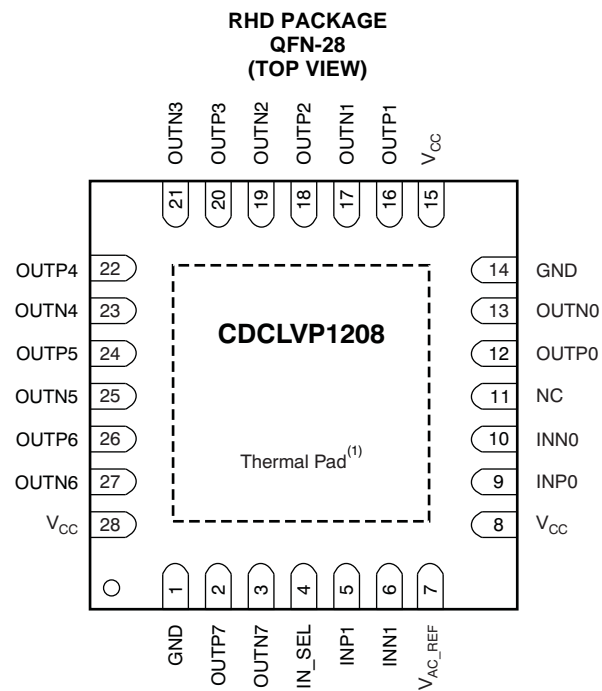 RHD PACKAGE
QFN-28
(TOP VIEW)
OUTN3
OUTP3
OUTN2
OUTP2
OUTN1
OUTP1
VCC
21
20
19
18
17
16
15
OUTP4 22
OUTN4 23
OUTP5 24
OUTN5 25
OUTP6 26
OUTN6 27
VCC 28
CDCLVP1208
Thermal Pad(1)
14 GND
13 OUTN0
12 OUTP0
11 NC
10 INN0
9 INP0
8 VCC
1
2
3
4
5
6
7
GND
OUTP7
OUTN7
IN_SEL
INP1
INN1
VAC_REF